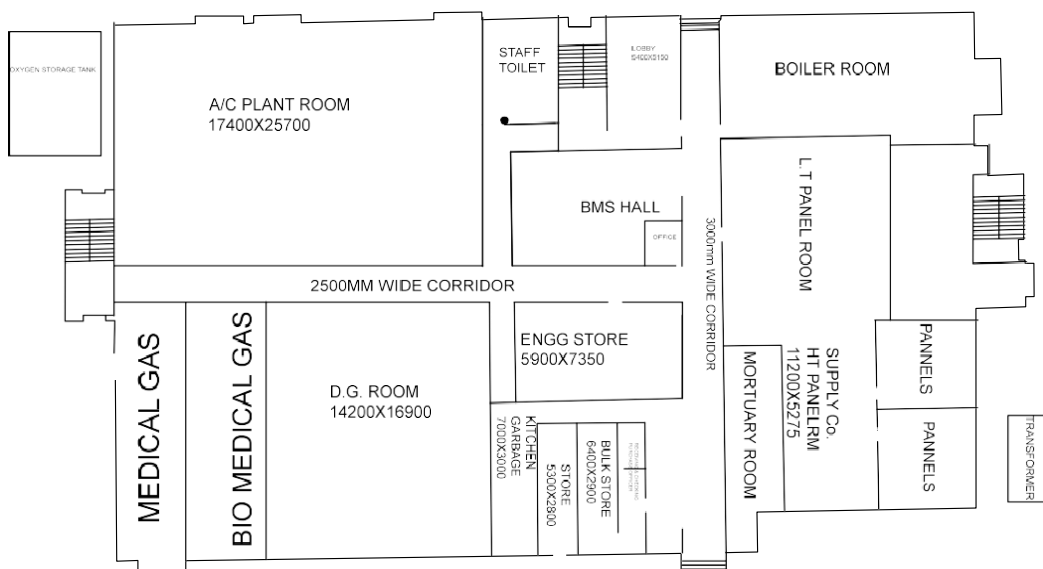 OXYGEN STORAGE TANK
A/C PLANT ROOM
17400X25700
STAFF
TOILET
LOBBY
5400X5150
BOILER ROOM
BMS HALL
OFFICE
L.T PANEL ROOM
3000mm WIDE CORRIDOR
2500MM WIDE CORRIDOR
MEDICAL GAS
BIO MEDICAL GAS
D.G. ROOM
14200X16900
ENGG STORE
5900X7350
KITCHEN
GARBAGE
7000X3000
STORE
5300X2800
BULK STORE
6400X2900
MORTUARY ROOM
SUPPLY Co.
HT PANELRM
11200X5275
PANNELS
PANNELS
TRANSFORMER